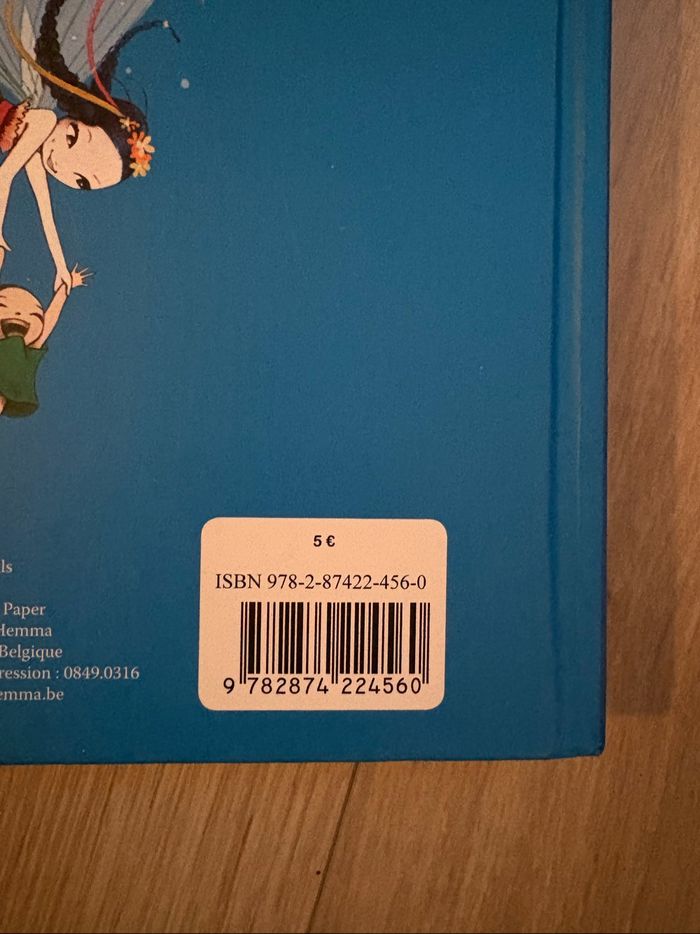 ls
Paper
Hemma
Belgique
ression : 0849.0316
emma.be
5 €
ISBN 978-2-87422-456-0
9 782874 224560